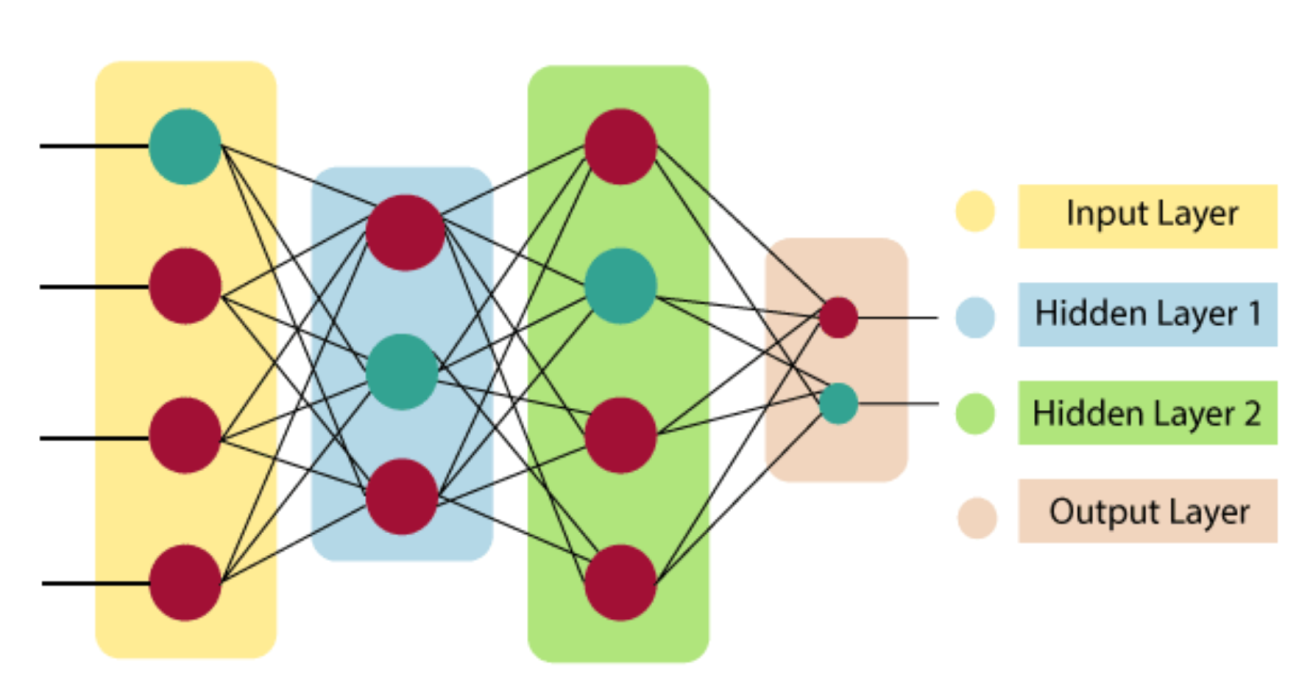 Input Layer
Hidden Layer 1
Hidden Layer 2
Output Layer